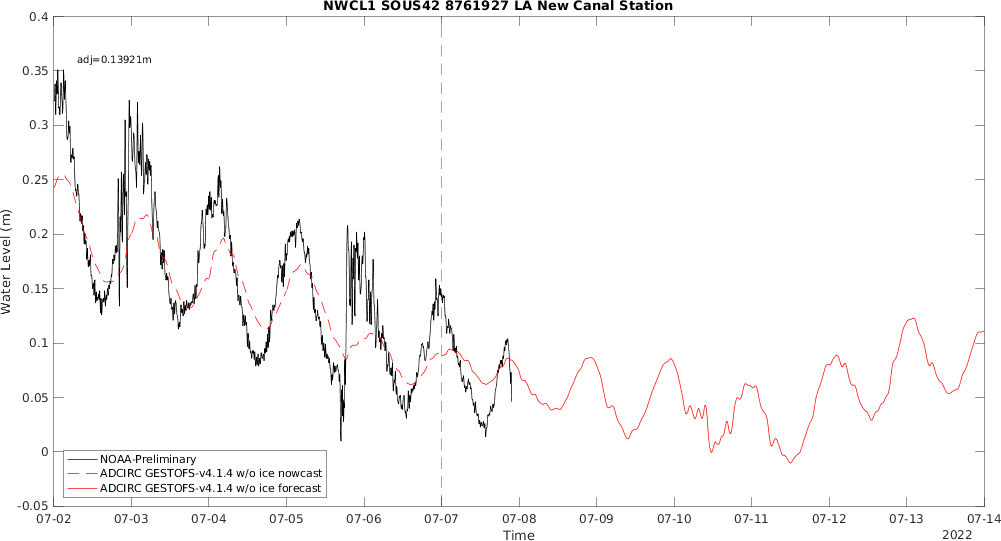 NWCL1 SOUS42 8761927 LA New Canal Station
adj=0.13921m
Water Level (m)
0.4
0.35
0.3
0.25
0.2
0.15
0.1
0.05
0
-0.05
NOAA-Preliminary
ADCIRC GESTOFS-v4.1.4 w/o ice nowcast
ADCIRC GESTOFS-v4.1.4 w/o ice forecast
07-02 07-03 07-04 07-05 07-06 07-07 07-08 07-09 07-10 07-11 07-12 07-13 07-14
Time
2022